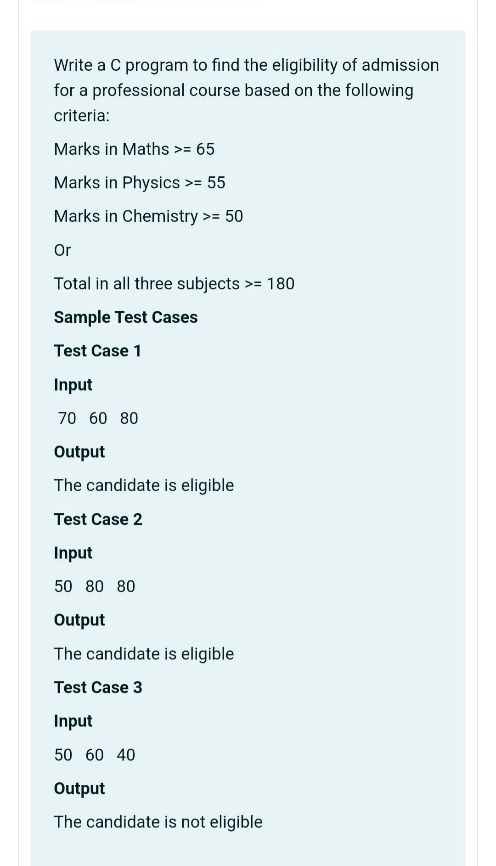 Write a C program to find the eligibility of admission
for a professional course based on the following
criteria:
Marks in Maths >= 65
Marks in Physics >= 55
Marks in Chemistry >= 50
Or
Total in all three subjects >= 180
Sample Test Cases
Test Case 1
Input
70 60 80
Output
The candidate is eligible
Test Case 2
Input
50 80 80
Output
The candidate is eligible
Test Case 3
Input
50 60 40
Output
The candidate is not eligible